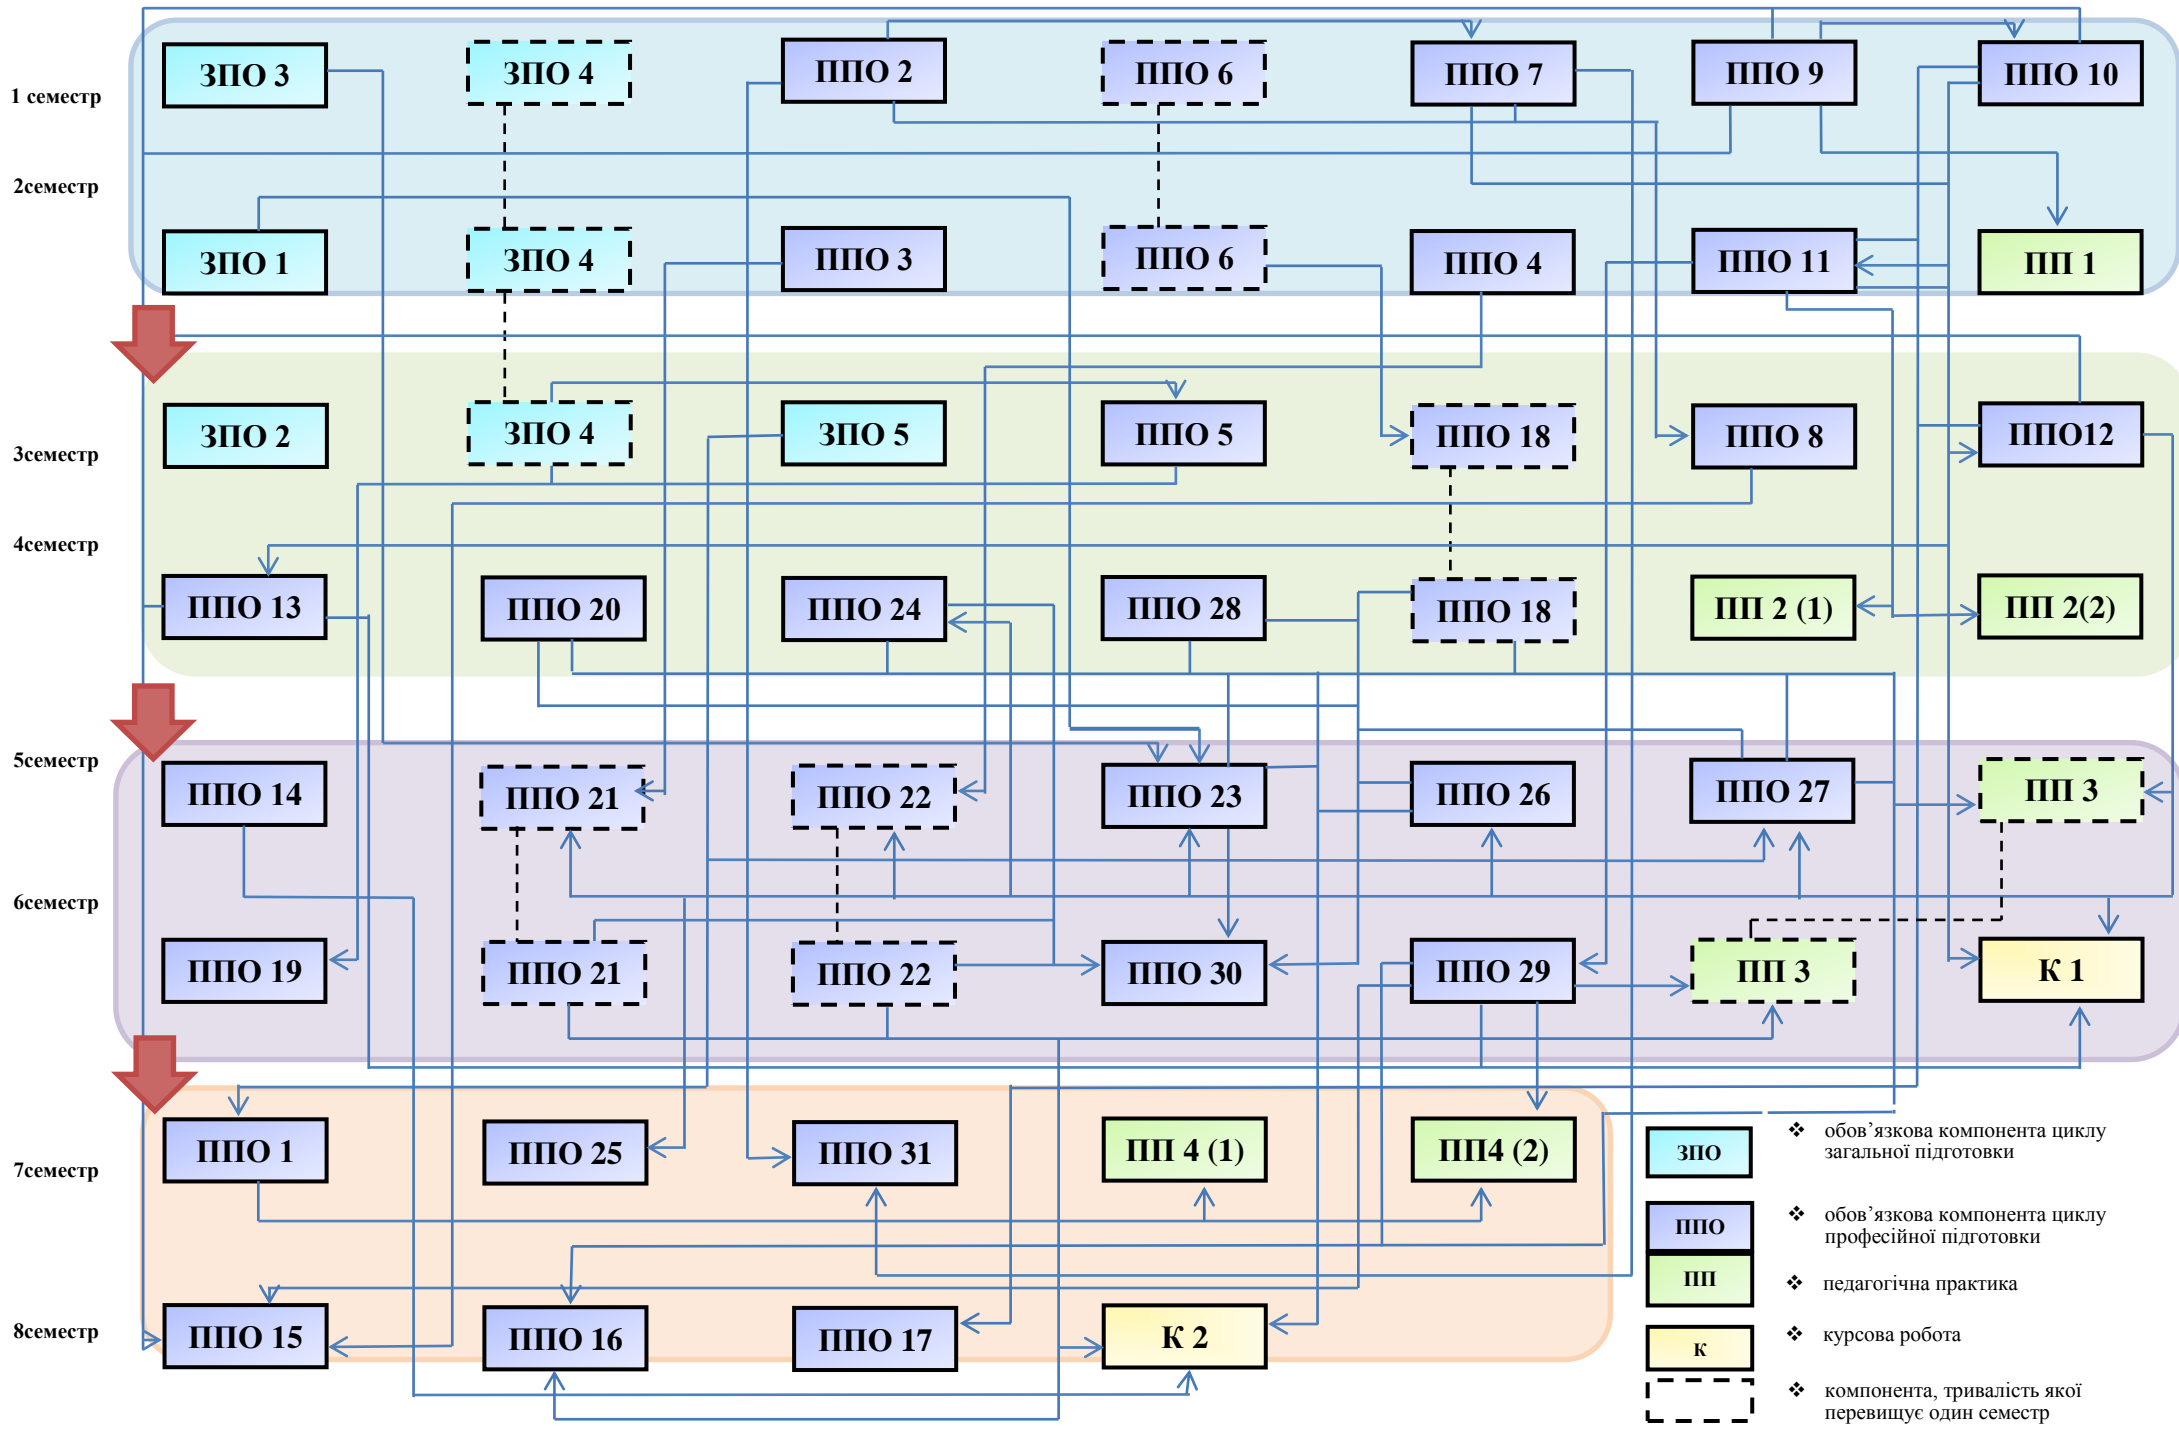 1 семестр
ЗПО 3
ЗПО 4
ППО 2
ППО 6
ППО 7
ППО 9
ППО 10
2семестр
ЗПО 1
ЗПО 4
ППО 3
ППО 6
ППО 4
ППО 11
ПП 1
3семестр
ЗПО 2
ЗПО 4
ЗПО 5
ППО 5
ППО 18
ППО 8
ППО12
4семестр
ППО 13
ППО 20
ППО 24
ППО 28
ППО 18
ПП 2 (1)
ПП 2(2)
5семестр
ППО 14
ППО 21
ППО 22
ППО 23
ППО 26
ППО 27
ПП 3
6семестр
ППО 19
ППО 21
ППО 22
ППО 30
ППО 29
ПП 3
К 1
7семестр
ППО 1
ППО 25
ППО 31
ПП 4 (1)
ПП4 (2)
8семестр
ППО 15
ППО 16
ППО 17
К 2
ЗПО
❖ обов’язкова компонента циклу
загальної підготовки
ППО
❖ обов’язкова компонента циклу
професійної підготовки
ПП
❖ педагогічна практика
К
❖ курсова робота
❖ компонента, тривалість якої
перевищує один семестр